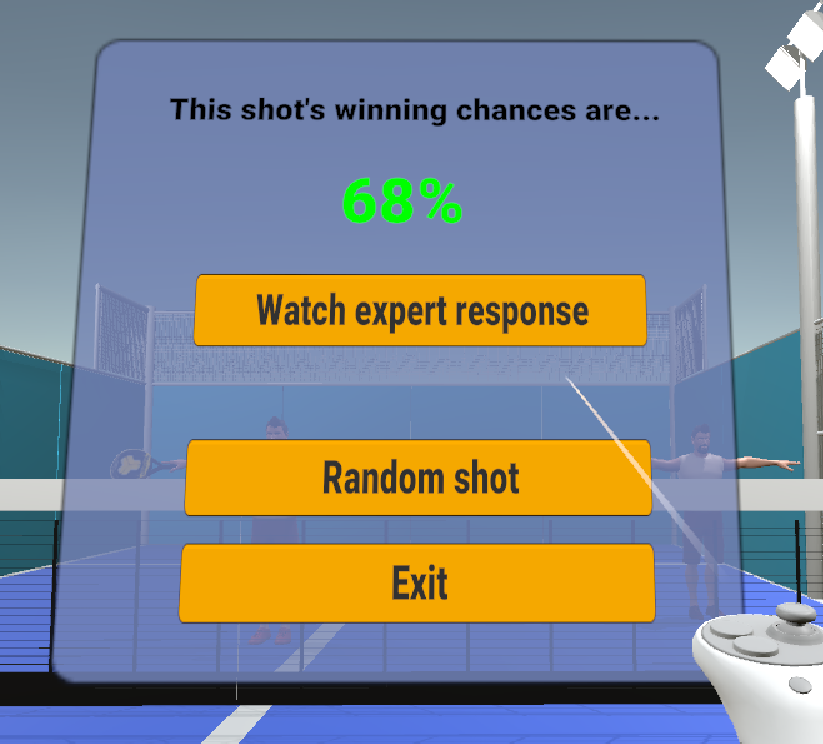 This shot's winning chances are...
68%
Watch expert response
Random shot
Exit